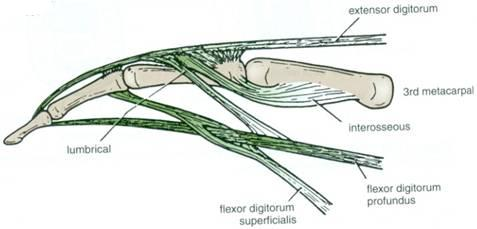 extensor digitorum
3rd metacarpal
interosseous
lumbrical
flexor digitorum
profundus
flexor digitorum
superficialis